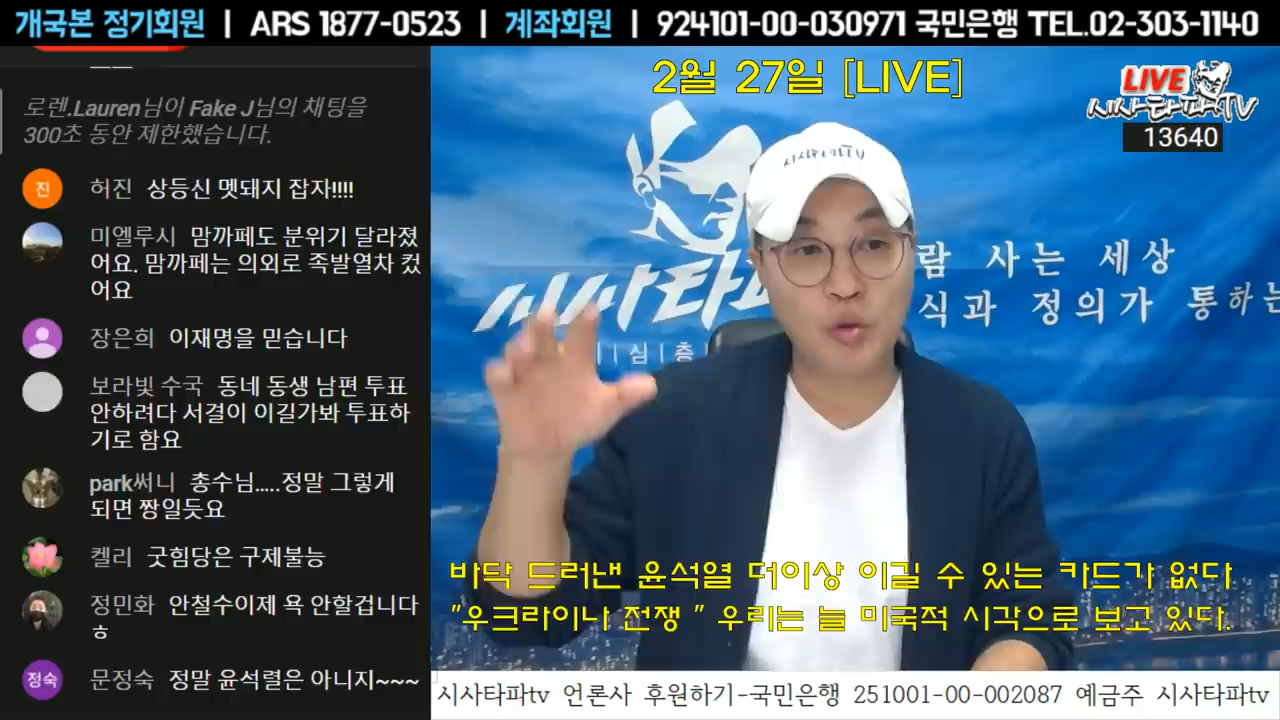 개국본 정기회원 | ARS 1877-0523 | 계좌회원 | 924101-00-030971 국민은행 TEL.02-303-1140
로렌.Lauren님이 Fake J님의 채팅을
300초 동안 제한했습니다.
진 허진 상등신 멧돼지 잡자!!!!
미엘루시 맘까페도 분위기 달라졌
어요. 맘까페는 의외로 족발열차 컸
어요
장은희 이재명을 믿습니다
보라빛 수국 동네 동생 남편 투표
안하려다 서결이 이길가봐 투표하
기로 함요
park써니 총수님.....정말 그렇게
되면 짱일듯요
켈리 굿힘당은 구제불능
정민화 안철수이제 욕 안할겁니다
ㅎ
정숙 문정숙 정말 윤석렬은 아니지~~~
2월 27일 [LIVE]
LIVE
시사타파TV
13640
시사타파TV
시사타파
람 사는 세상
식과 정의가 통하는
심 | 층
바닥 드러낸 윤석열 더이상 이길 수 있는 카드가 없다
"우크라이나 전쟁 " 우리는 늘 미국적 시각으로 보고 있다.
시사타파tv 언론사 후원하기-국민은행 251001-00-002087 예금주 시사타파tv